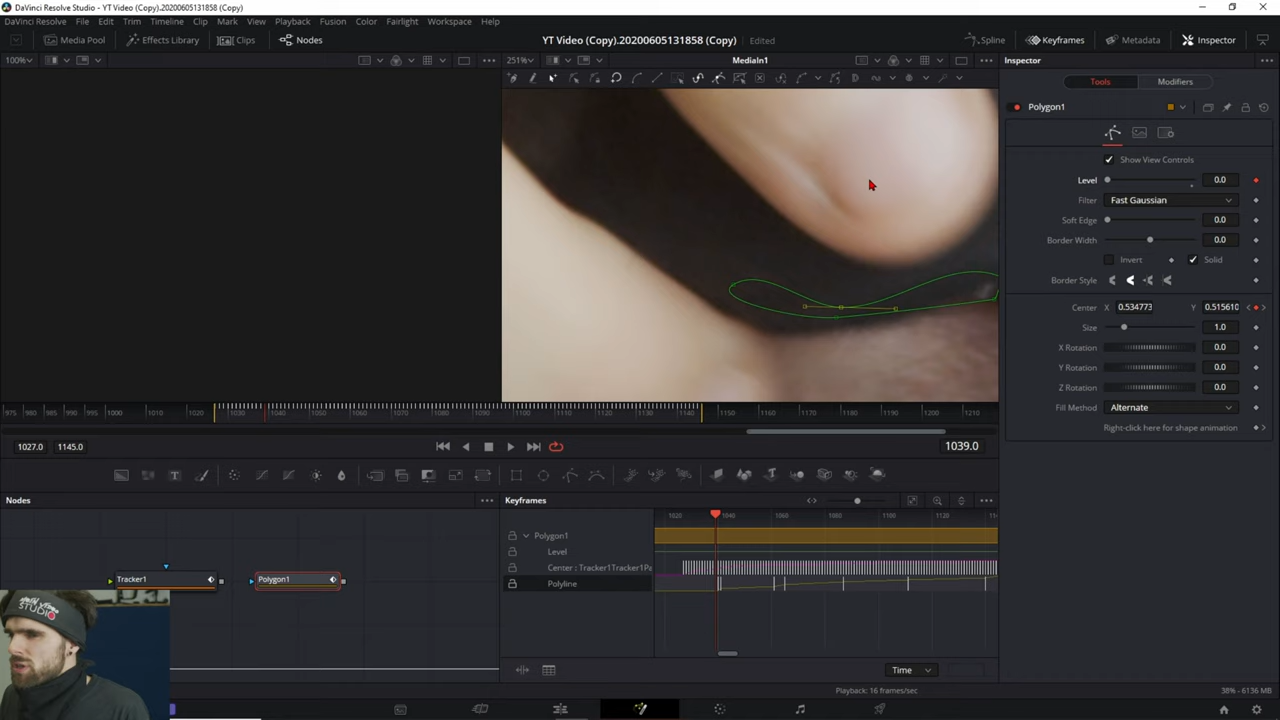 DaVinci Resolve Studio - YT Video (Copy).20200605131858 (Copy)
DaVinci Resolve File Edit Trim Timeline Clip Mark View Playback Fusion Color Fairlight Workspace Help
Media Pool Effects Library Clips Nodes YT Video (Copy).20200605131858 (Copy) Edited Spline Keyframes Metadata Inspector
100% 251% MediaIn1 Inspector
Tools Modifiers
Polygon1
Show View Controls
Level 0.0
Filter Fast Gaussian
Soft Edge 0.0
Border Width 0.0
Invert Solid
Border Style
Center X 0.534773 Y 0.515610
Size 1.0
X Rotation 0.0
Y Rotation 0.0
Z Rotation 0.0
Fill Method Alternate
Right-click here for shape animation
975 980 985 990 1000 1010 1020 1030 1040 1050 1060 1070 1080 1090 1100 1110 1120 1130 1140 1150 1160 1170 1180 1190 1200 1210
1027.0 1145.0 1039.0
Nodes Keyframes
1820 1840 1860 1880 1100 1120
Polygon1
Level
Center : Tracker1Tracker1Pa
Polyline
Tracker1 Polygon1
Time
Playback: 16 frames/sec 38% - 6136 MB